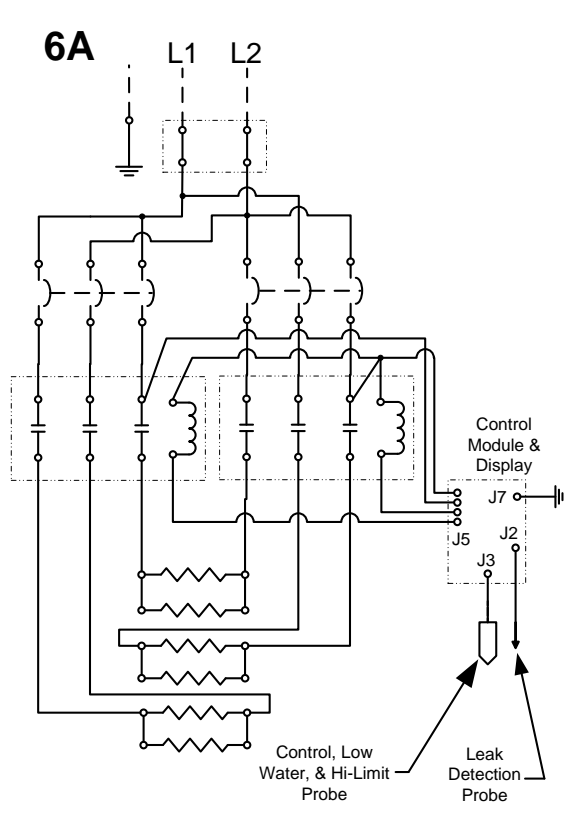 6A
L1
L2
Control
Module &
Display
J7
J5
J2
J3
Control, Low
Water, & Hi-Limit
Probe
Leak
Detection
Probe